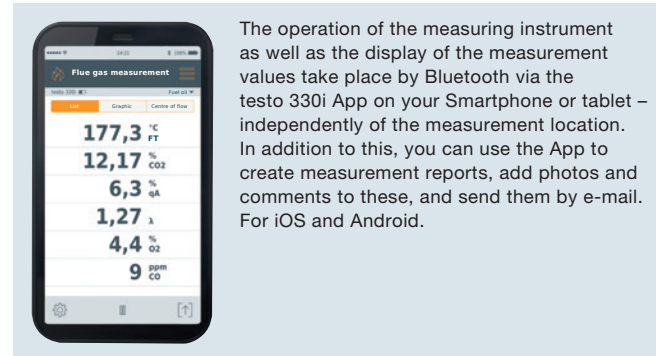 14:21
100%
Flue gas measurement
testo 330i
Fuel oil
List Graphic Centre of flow
177,3 °C FT
12,17 % CO2
6,3 % qA
1,27 λ
4,4 % O2
9 ppm CO
The operation of the measuring instrument
as well as the display of the measurement
values take place by Bluetooth via the
testo 330i App on your Smartphone or tablet –
independently of the measurement location.
In addition to this, you can use the App to
create measurement reports, add photos and
comments to these, and send them by e-mail.
For iOS and Android.